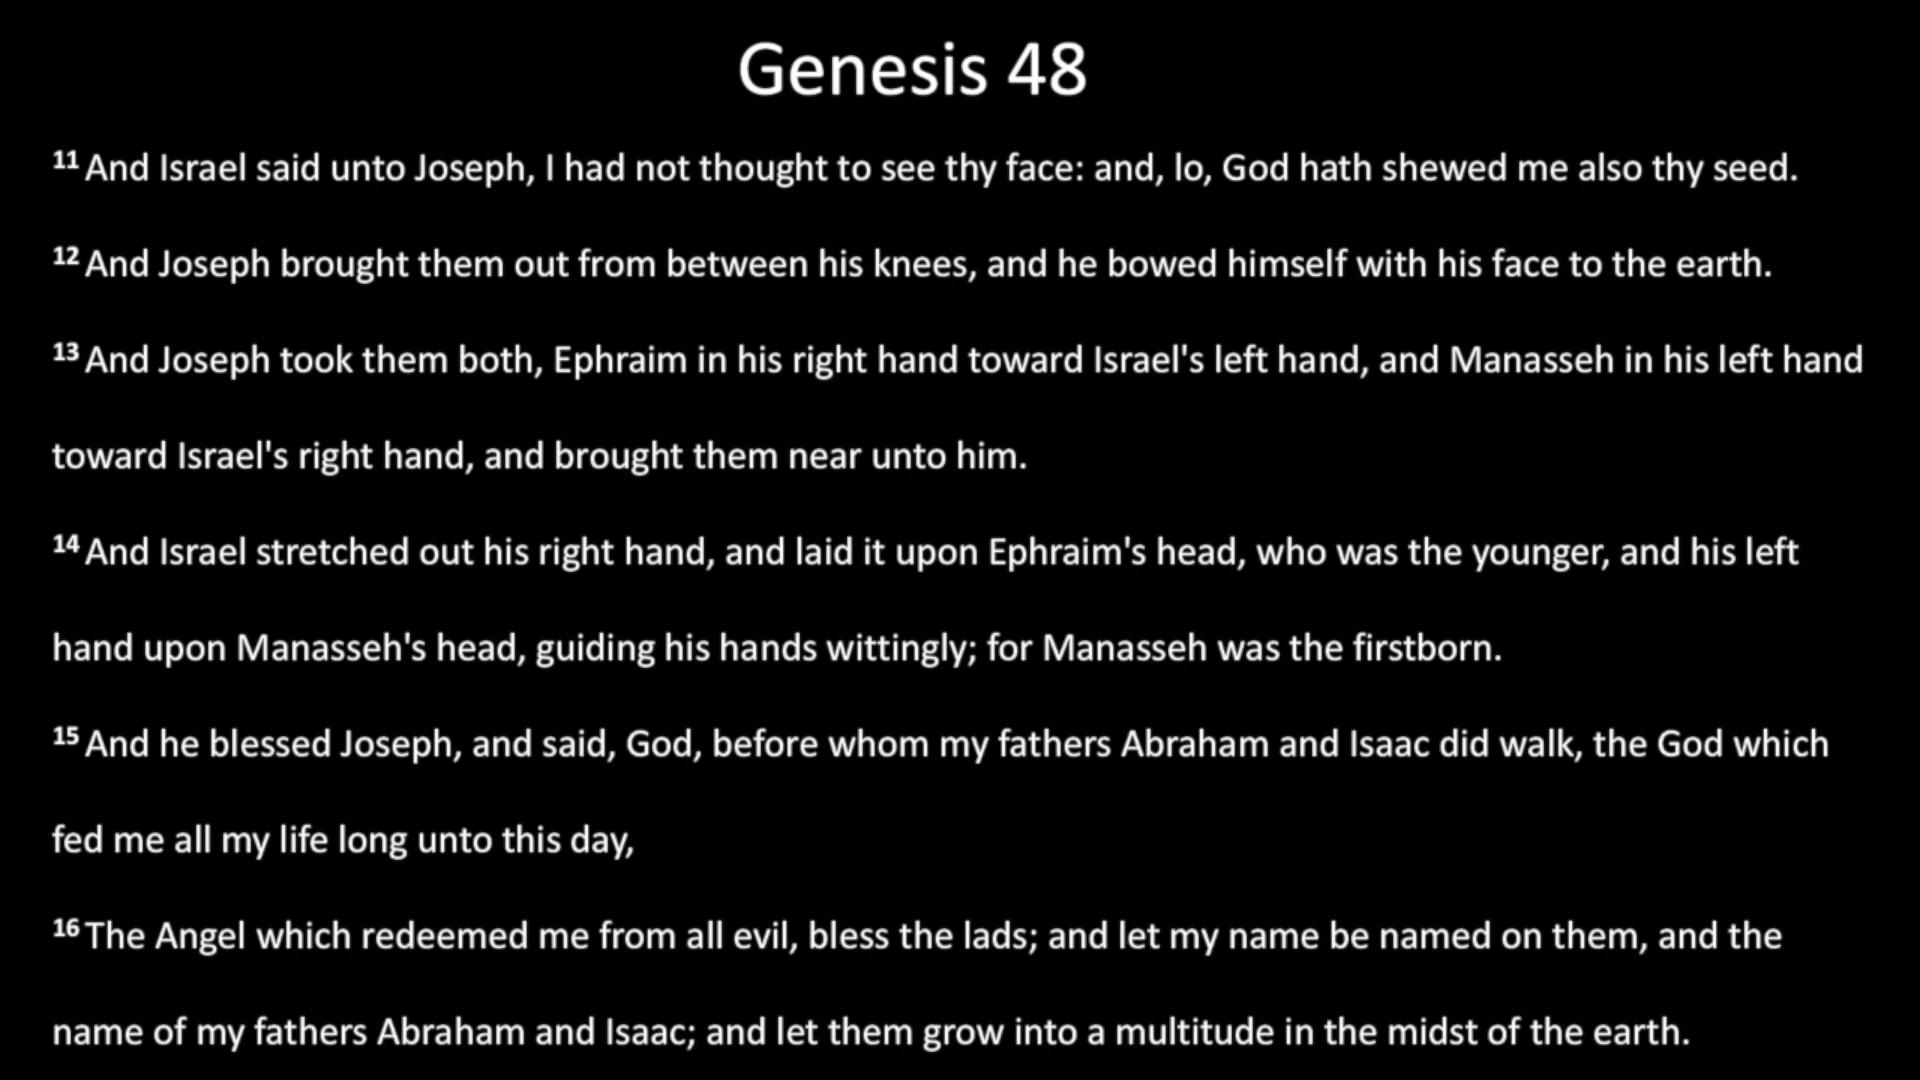 Genesis 48
11 And Israel said unto Joseph, I had not thought to see thy face: and, lo, God hath shewed me also thy seed.
12 And Joseph brought them out from between his knees, and he bowed himself with his face to the earth.
13 And Joseph took them both, Ephraim in his right hand toward Israel's left hand, and Manasseh in his left hand
toward Israel's right hand, and brought them near unto him.
14 And Israel stretched out his right hand, and laid it upon Ephraim's head, who was the younger, and his left
hand upon Manasseh's head, guiding his hands wittingly; for Manasseh was the firstborn.
15 And he blessed Joseph, and said, God, before whom my fathers Abraham and Isaac did walk, the God which
fed me all my life long unto this day,
16 The Angel which redeemed me from all evil, bless the lads; and let my name be named on them, and the
name of my fathers Abraham and Isaac; and let them grow into a multitude in the midst of the earth.